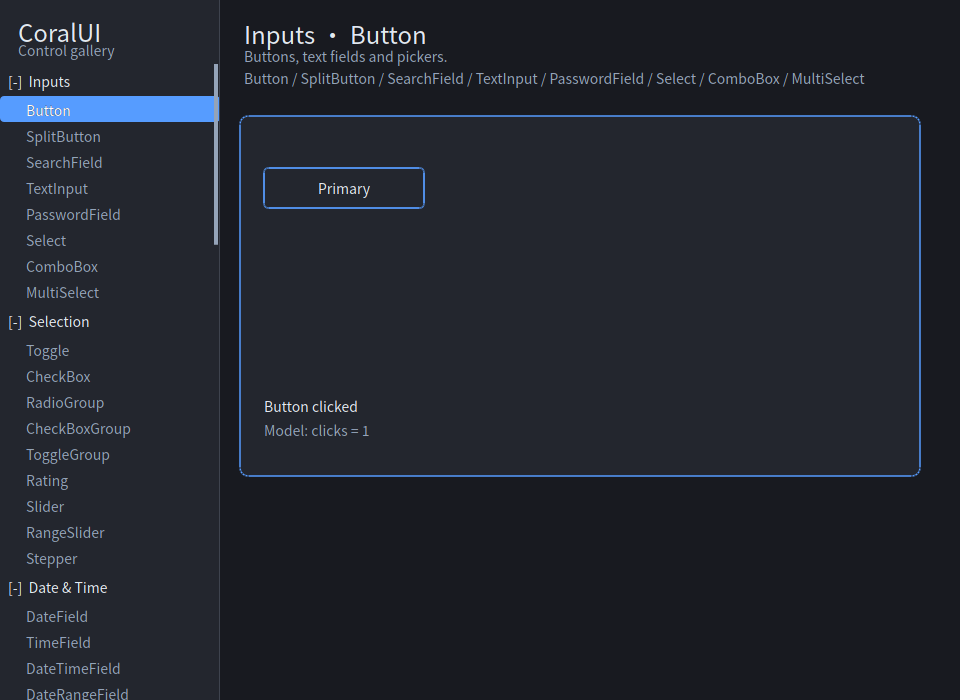 CoralUI
Control gallery
[-] Inputs
Button
SplitButton
SearchField
TextInput
PasswordField
Select
ComboBox
MultiSelect
[-] Selection
Toggle
CheckBox
RadioGroup
CheckBoxGroup
ToggleGroup
Rating
Slider
RangeSlider
Stepper
[-] Date & Time
DateField
TimeField
DateTimeField
DateRangeField
Inputs • Button
Buttons, text fields and pickers.
Button / SplitButton / SearchField / TextInput / PasswordField / Select / ComboBox / MultiSelect
Primary
Button clicked
Model: clicks = 1